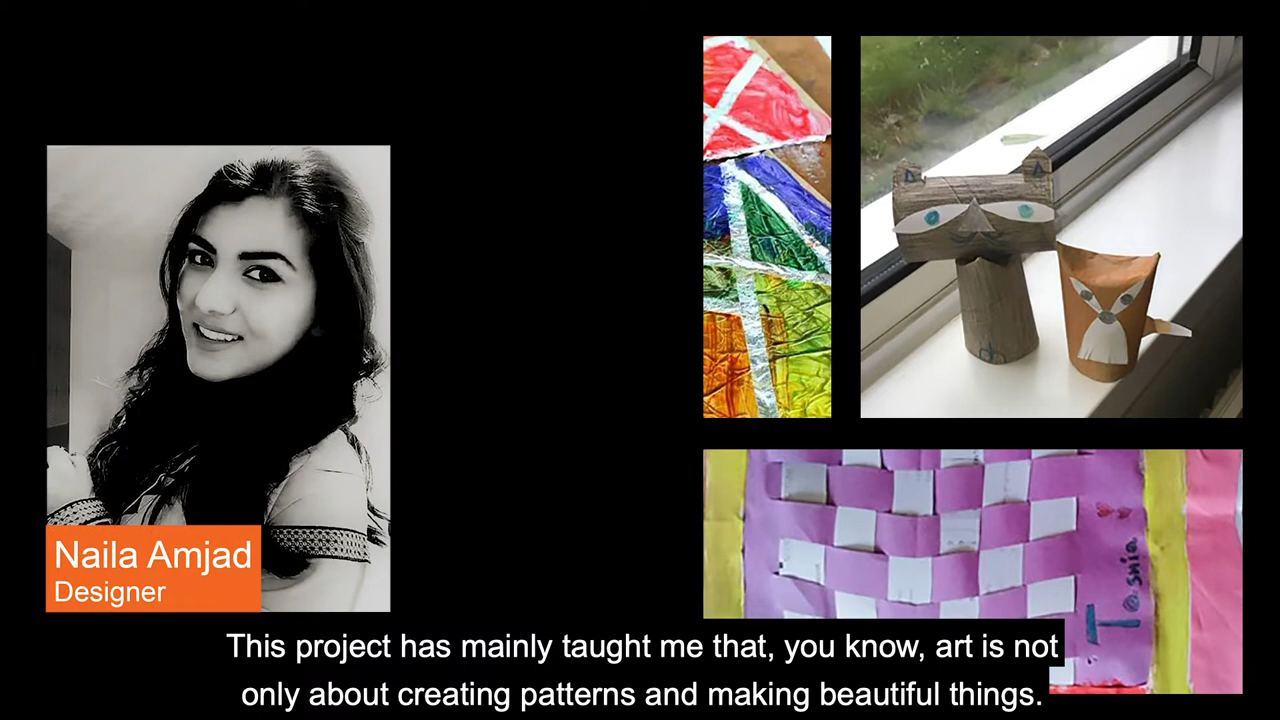 Naila Amjad
Designer
Tasnia
This project has mainly taught me that, you know, art is not
only about creating patterns and making beautiful things.